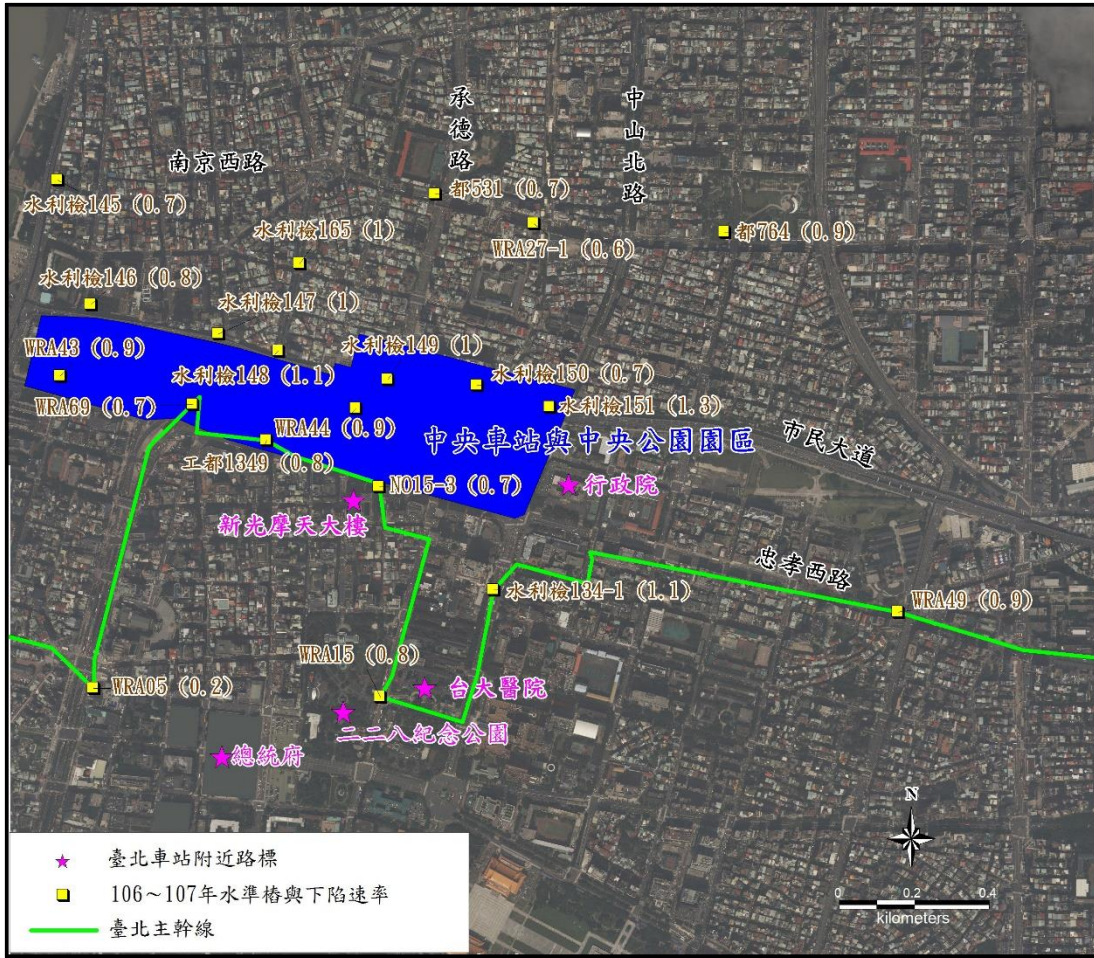 承德路
中山北路
南京西路
水利檢145 (0.7)
都531 (0.7)
水利檢165 (1)
WRA27-1 (0.6)
都764 (0.9)
水利檢146 (0.8)
水利檢147 (1)
WRA43 (0.9)
水利檢149 (1)
水利檢148 (1.1)
水利檢150 (0.7)
WRA69 (0.7)
水利檢151 (1.3)
WRA44 (0.9)
中央車站與中央公園園區
市民大道
工都1349 (0.8)
NO15-3 (0.7)
行政院
新光摩天大樓
忠孝西路
水利檢134-1 (1.1)
WRA49 (0.9)
WRA15 (0.8)
WRA05 (0.2)
台大醫院
二二八紀念公園
總統府
N
臺北車站附近路標
106～107年水準樁與下陷速率
臺北主幹線
0 0.2 0.4
kilometers